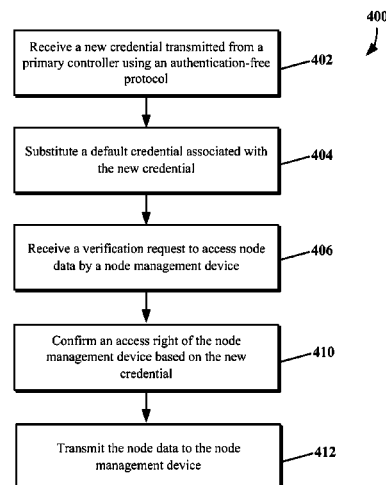 400
Receive a new credential transmitted from a
primary controller using an authentication-free
protocol
402
Substitute a default credential associated with
the new credential
404
Receive a verification request to access node
data by a node management device
406
Confirm an access right of the node
management device based on the new
credential
410
Transmit the node data to the node
management device
412